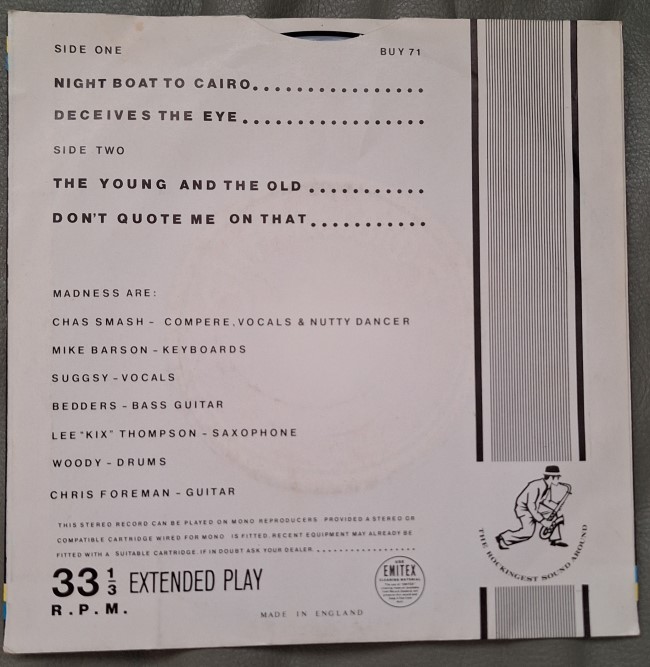 SIDE ONE BUY 71
NIGHT BOAT TO CAIRO................
DECEIVES THE EYE.................
SIDE TWO
THE YOUNG AND THE OLD...........
DON'T QUOTE ME ON THAT...........
MADNESS ARE:
CHAS SMASH - COMPERE, VOCALS & NUTTY DANCER
MIKE BARSON - KEYBOARDS
SUGGSY - VOCALS
BEDDERS - BASS GUITAR
LEE "KIX" THOMPSON - SAXOPHONE
WOODY - DRUMS
CHRIS FOREMAN - GUITAR
THIS STEREO RECORD CAN BE PLAYED ON MONO REPRODUCERS PROVIDED A STEREO OR
COMPATIBLE CARTRIDGE WIRED FOR MONO IS FITTED. RECENT EQUIPMENT MAY ALREADY BE
FITTED WITH A SUITABLE CARTRIDGE. IF IN DOUBT ASK YOUR DEALER.................
THE ROCKINGEST SOUND AROUND
33 1/3 EXTENDED PLAY
R.P.M.
USE
EMITEX
CLEANING MATERIAL
MADE IN ENGLAND